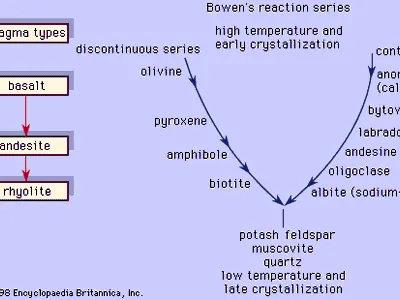 Bowen's reaction series
agma types
high temperature and
early crystallization
discontinuous series
cont
olivine
anor
(cal
basalt
bytov
pyroxene
labrado
andesite
amphibole
andesine
oligoclase
rhyolite
biotite
albite (sodium-
potash feldspar
muscovite
quartz
low temperature and
late crystallization
98 Encyclopaedia Britannica, Inc.